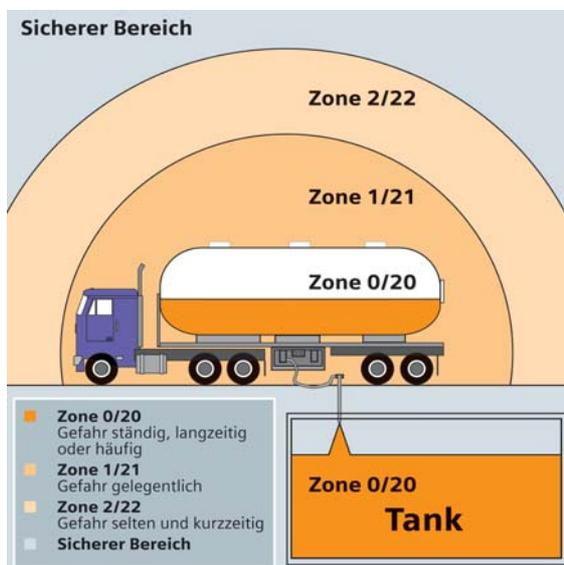 Sicherer Bereich
Zone 2/22
Zone 1/21
Zone 0/20
Zone 0/20
Gefahr ständig, langzeitig
oder häufig
Zone 1/21
Gefahr gelegentlich
Zone 2/22
Gefahr selten und kurzzeitig
Sicherer Bereich
Zone 0/20
Tank